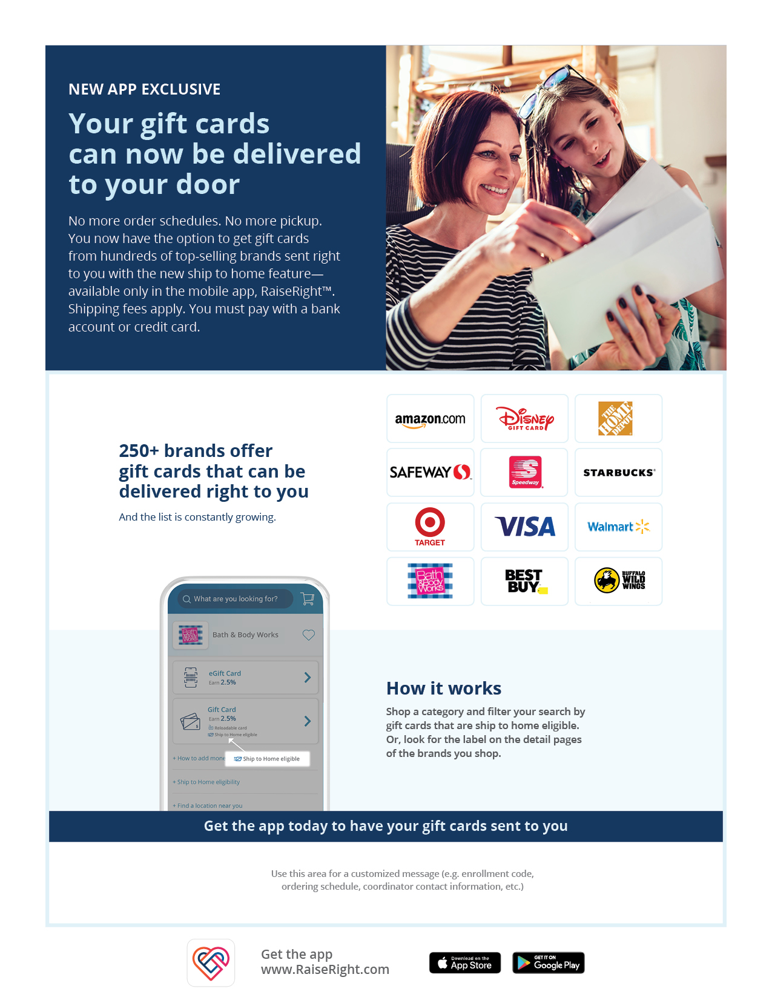 NEW APP EXCLUSIVE
Your gift cards
can now be delivered
to your door
No more order schedules. No more pickup.
You now have the option to get gift cards
from hundreds of top-selling brands sent right
to you with the new ship to home feature—
available only in the mobile app, RaiseRight™.
Shipping fees apply. You must pay with a bank
account or credit card.
250+ brands offer
gift cards that can be
delivered right to you
And the list is constantly growing.
amazon.com
Disney
GIFT CARD
THE
HOME
DEPOT
SAFEWAY
S
Speedway
STARBUCKS®
TARGET
VISA
Walmart
Bath
& Body
Works
BEST
BUY
BUFFALO
WILD
WINGS
What are you looking for?
Bath
& Body
Works
Bath & Body Works
eGift Card
Earn 2.5%
Gift Card
Earn 2.5%
Reloadable card
Ship to Home eligible
+ How to add mone
Ship to Home eligible
+ Ship to Home eligibility
+ Find a location near you
How it works
Shop a category and filter your search by
gift cards that are ship to home eligible.
Or, look for the label on the detail pages
of the brands you shop.
Get the app today to have your gift cards sent to you
Use this area for a customized message (e.g. enrollment code,
ordering schedule, coordinator contact information, etc.)
Get the app
www.RaiseRight.com
Download on the
App Store
GET IT ON
Google Play